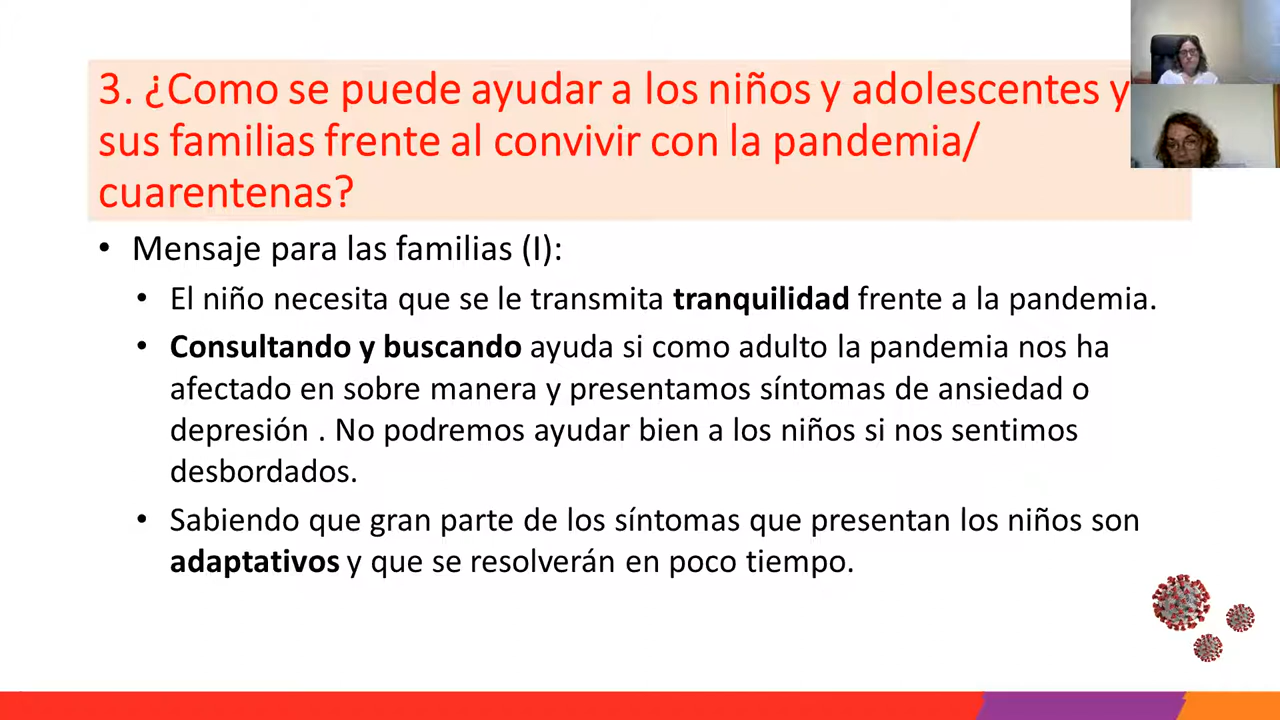 3. ¿Como se puede ayudar a los niños y adolescentes y
sus familias frente al convivir con la pandemia/
cuarentenas?
• Mensaje para las familias (I):
• El niño necesita que se le transmita tranquilidad frente a la pandemia.
• Consultando y buscando ayuda si como adulto la pandemia nos ha
afectado en sobre manera y presentamos síntomas de ansiedad o
depresión . No podremos ayudar bien a los niños si nos sentimos
desbordados.
• Sabiendo que gran parte de los síntomas que presentan los niños son
adaptativos y que se resolverán en poco tiempo.